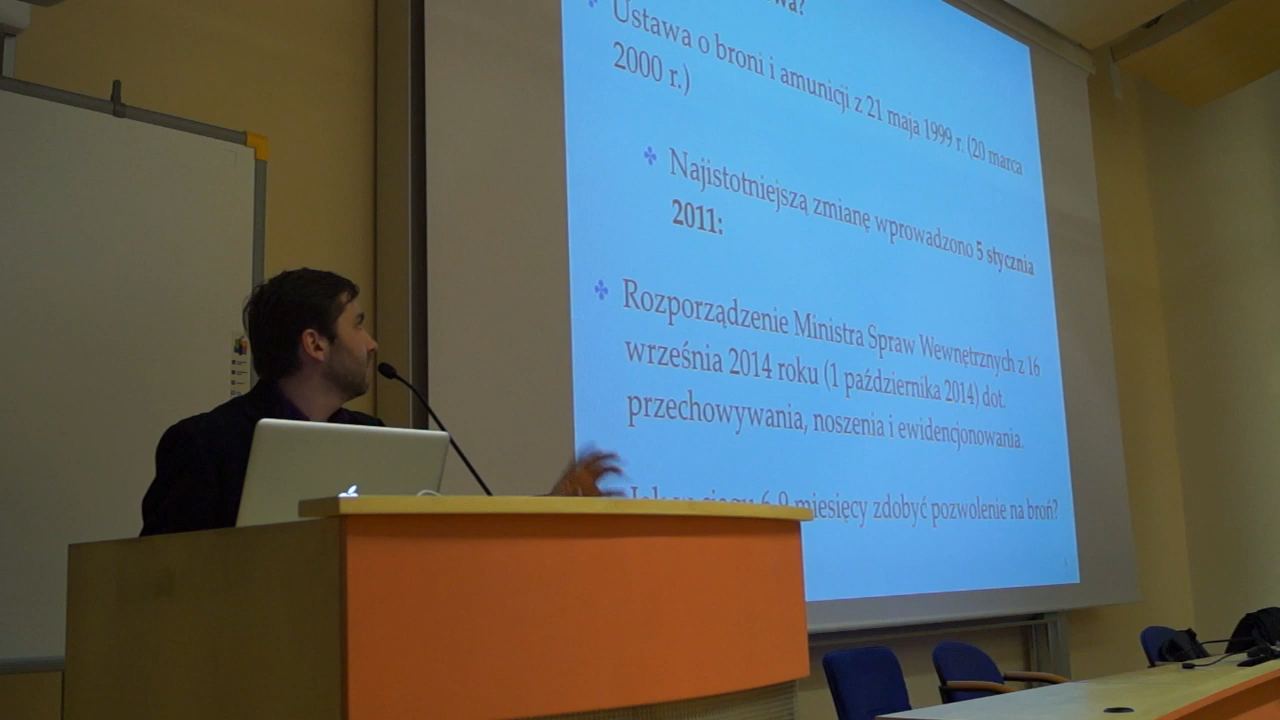 Ustawa o broni i amunicji z 21 maja 1999 r. (20 marca
2000 r.)
Najistotniejszą zmianę wprowadzono 5 stycznia
2011:
Rozporządzenie Ministra Spraw Wewnętrznych z 16
września 2014 roku (1 października 2014) dot.
przechowywania, noszenia i ewidencjonowania.
Jak w ciągu 6-9 miesięcy zdobyć pozwolenie na broń?